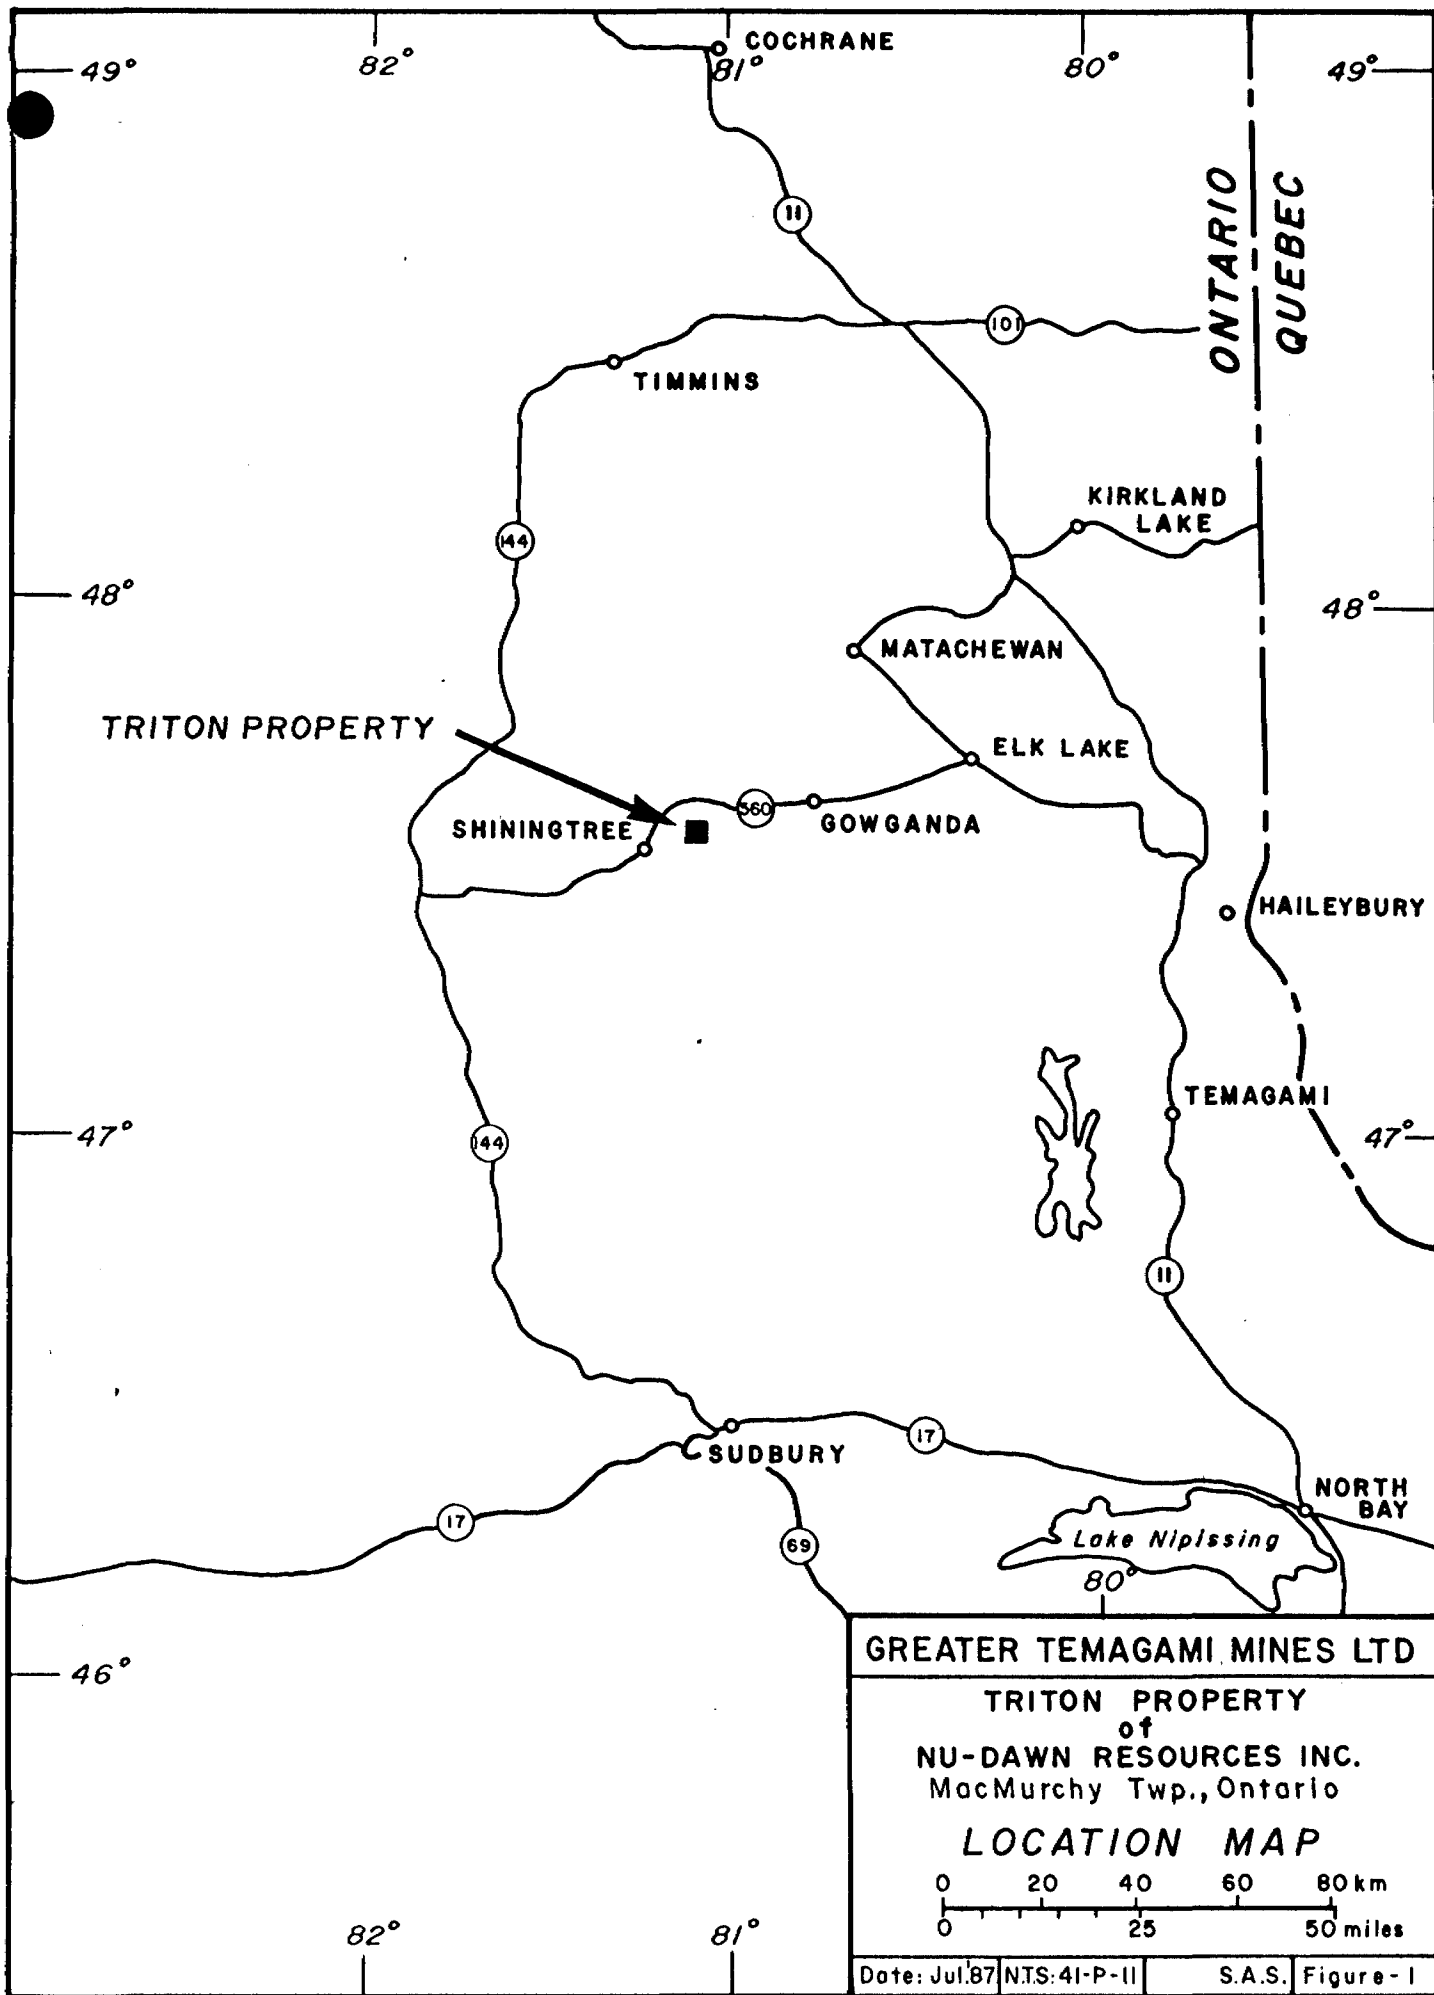 COCHRANE
82°
81°
80°
49°
49°
11
ONTARIO
QUEBEC
101
TIMMINS
KIRKLAND
LAKE
144
48°
48°
MATACHEWAN
TRITON PROPERTY
ELK LAKE
560
GOWGANDA
SHININGTREE
HAILEYBURY
TEMAGAMI
47°
144
47°
11
17
SUDBURY
NORTH
BAY
17
69
Lake Nipissing
80°
46°
82°
81°
GREATER TEMAGAMI MINES LTD
TRITON PROPERTY
of
NU-DAWN RESOURCES INC.
MacMurchy Twp., Ontario
LOCATION MAP
0 20 40 60 80 km
0 25 50 miles
Date: Jul.'87 N.T.S: 41-P-11 S.A.S. Figure - 1